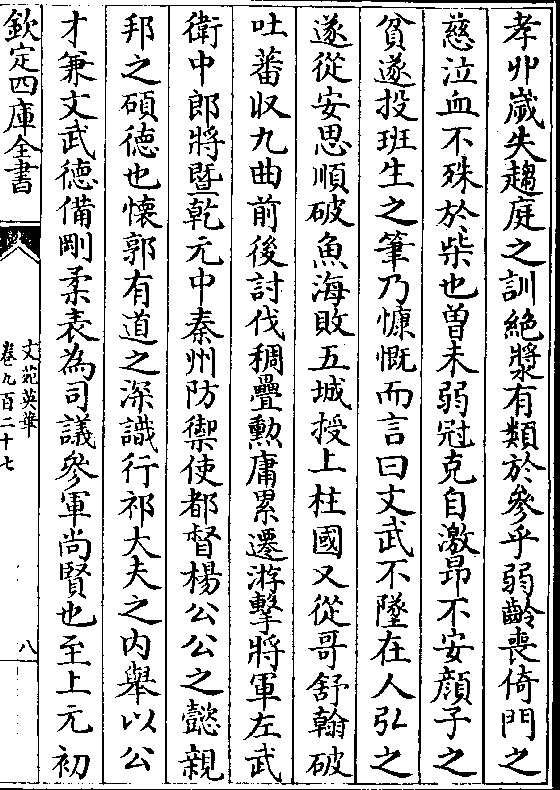 孝丱嵗失趨庭之訓絶漿有類於參乎弱齡喪倚門之
慈泣血不殊於柴也曽未弱冠克自激昂不安顔子之
貧遂投班生之筆乃慷慨而言曰文武不墜在人弘之
遂從安思順破魚海敗五城授上柱國又從哥舒翰破
吐蕃収九曲前後討伐稠疊勲庸累遷游擊將軍左武
衛中郎將暨乾元中秦州防禦使都督楊公公之懿親
邦之碩德也懐郭有道之深識行祁大夫之内舉以公
才兼文武德備剛柔表為司議參軍尚賢也至上元初
欽定四庫全書
文苑英華
卷九百二十七
八